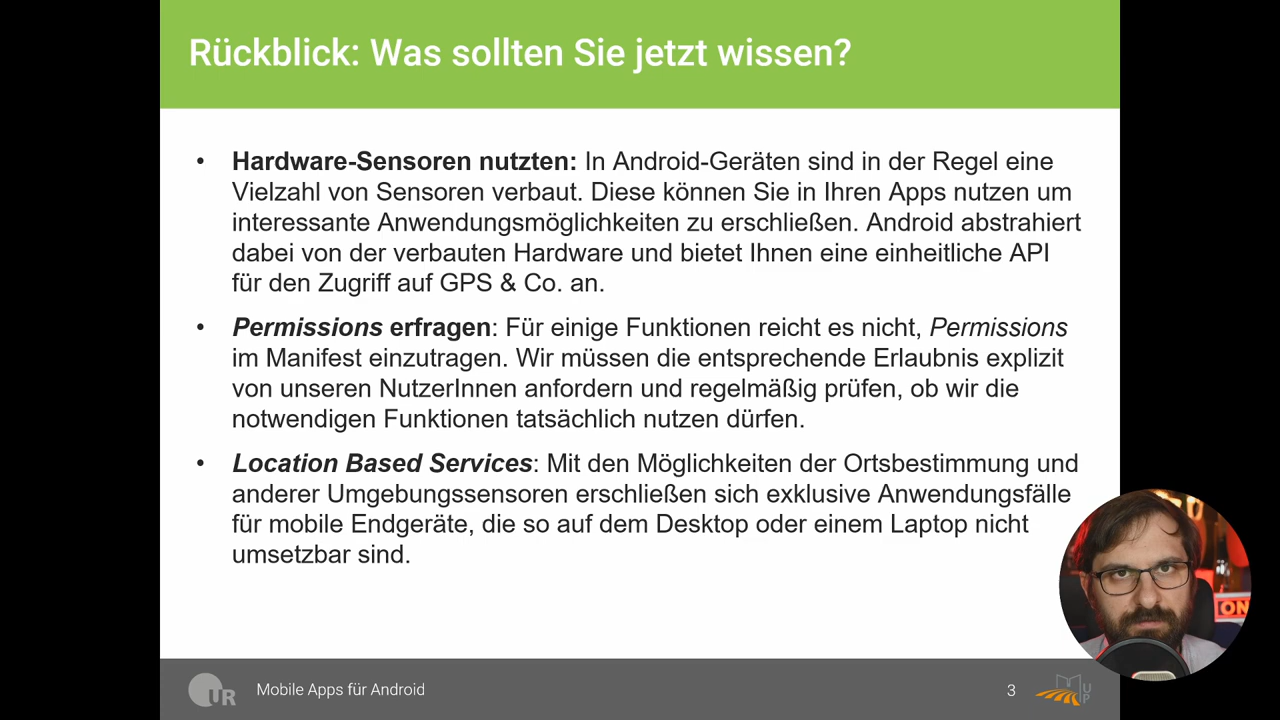 Rückblick: Was sollten Sie jetzt wissen?
• Hardware-Sensoren nutzten: In Android-Geräten sind in der Regel eine
Vielzahl von Sensoren verbaut. Diese können Sie in Ihren Apps nutzen um
interessante Anwendungsmöglichkeiten zu erschließen. Android abstrahiert
dabei von der verbauten Hardware und bietet Ihnen eine einheitliche API
für den Zugriff auf GPS & Co. an.
• Permissions erfragen: Für einige Funktionen reicht es nicht, Permissions
im Manifest einzutragen. Wir müssen die entsprechende Erlaubnis explizit
von unseren NutzerInnen anfordern und regelmäßig prüfen, ob wir die
notwendigen Funktionen tatsächlich nutzen dürfen.
• Location Based Services: Mit den Möglichkeiten der Ortsbestimmung und
anderer Umgebungssensoren erschließen sich exklusive Anwendungsfälle
für mobile Endgeräte, die so auf dem Desktop oder einem Laptop nicht
umsetzbar sind.
ON
UR
Mobile Apps für Android
3
UP